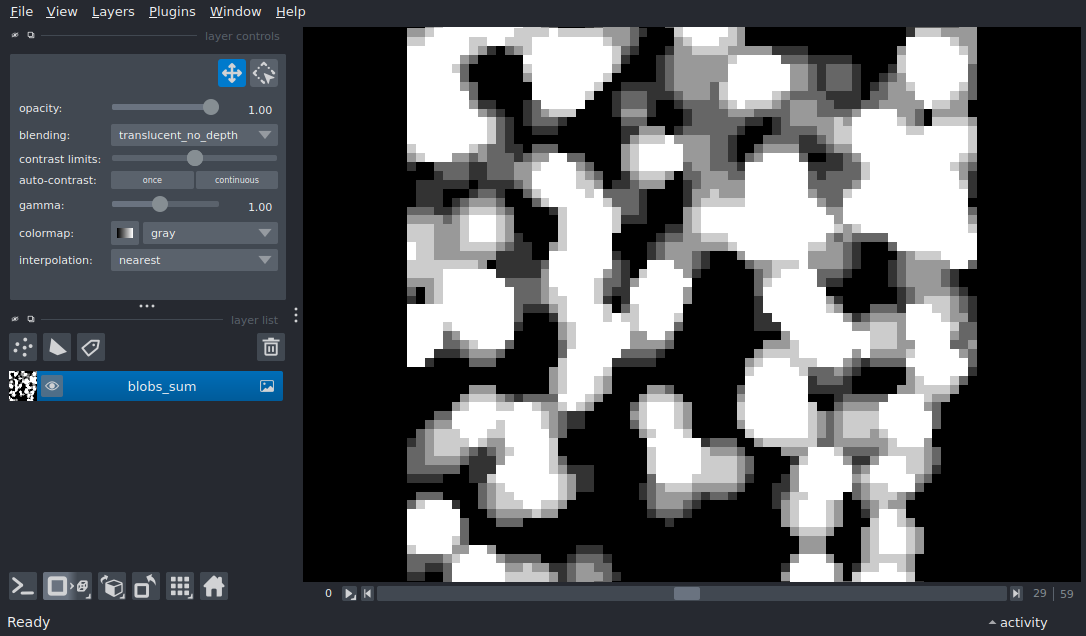 File View Layers Plugins Window Help
layer controls
opacity: 1.00
blending: translucent_no_depth
contrast limits:
auto-contrast: once continuous
gamma: 1.00
colormap: gray
interpolation: nearest
layer list
blobs_sum
0 29 59
Ready activity